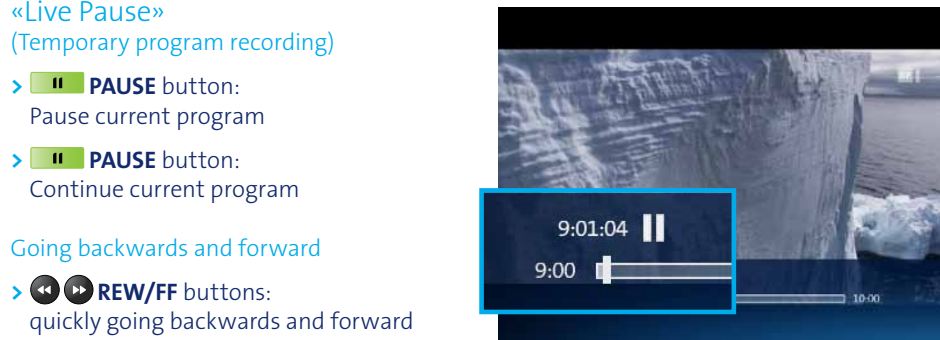 «Live Pause»
(Temporary program recording)
> PAUSE button:
Pause current program
> PAUSE button:
Continue current program
Going backwards and forward
> REW/FF buttons:
quickly going backwards and forward
9:01:04
9:00
10:00